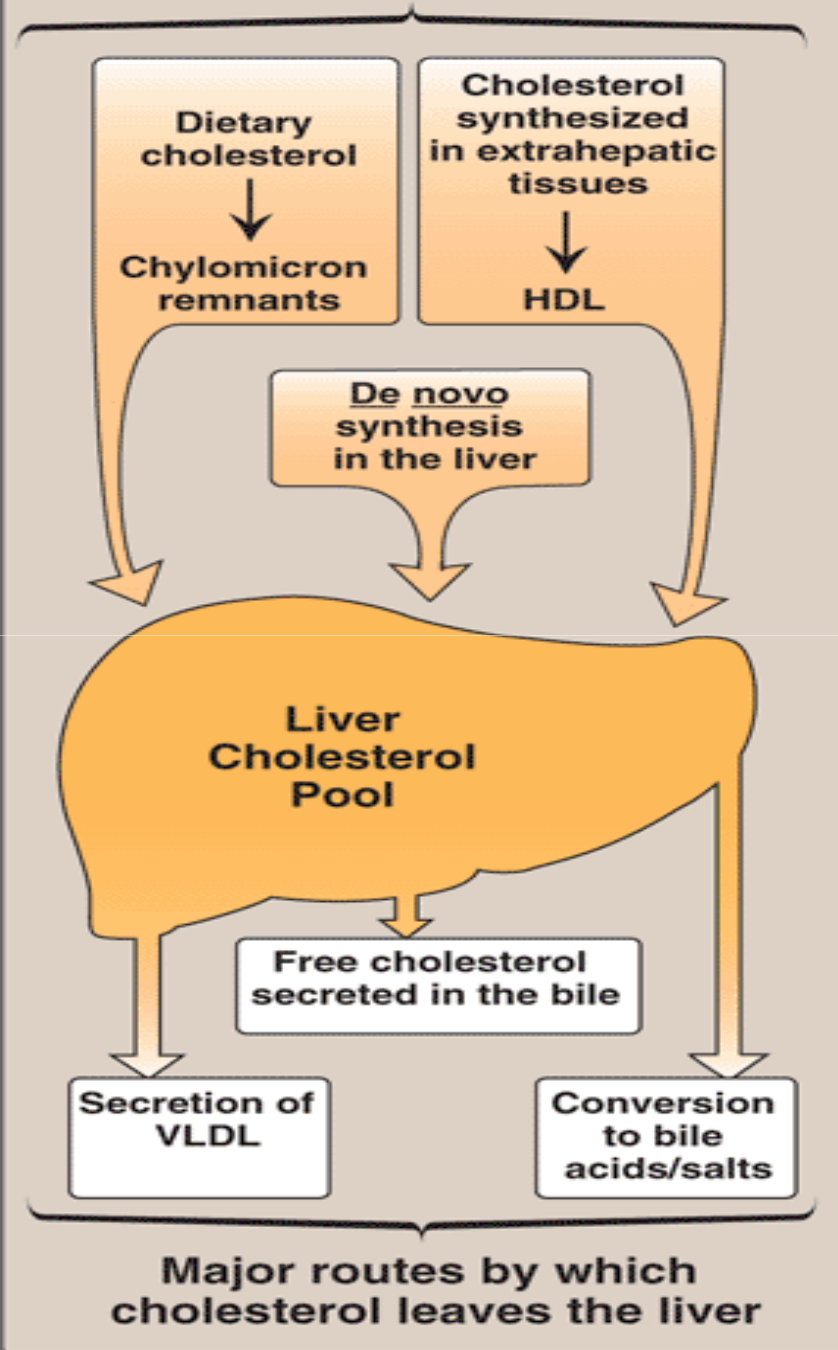 Dietary
cholesterol
Chylomicron
remnants
Cholesterol
synthesized
in extrahepatic
tissues
HDL
De novo
synthesis
in the liver
Liver
Cholesterol
Pool
Free cholesterol
secreted in the bile
Secretion of
VLDL
Conversion
to bile
acids/salts
Major routes by which
cholesterol leaves the liver